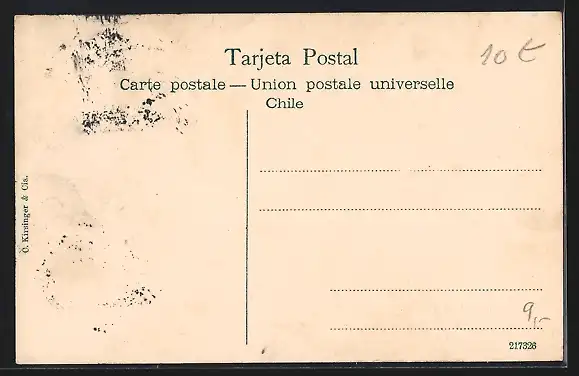 Tarjeta Postal
10 €
Carte postale — Union postale universelle
Chile
C. Kirsinger & Cia.
9,-
217326